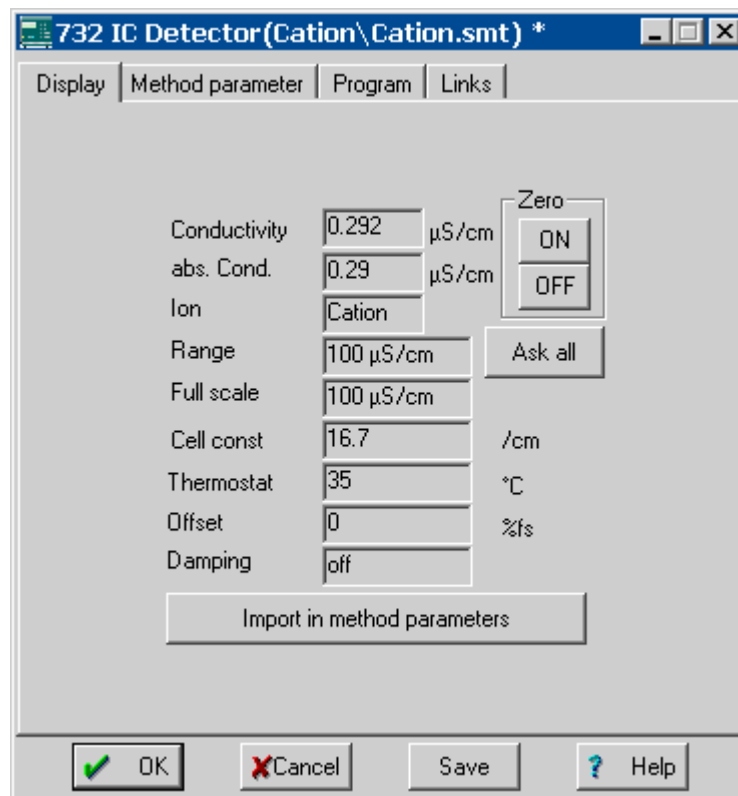 732 IC Detector(Cation\Cation.smt) *
Display Method parameter Program Links
Zero
Conductivity 0.292 µS/cm ON
abs. Cond. 0.29 µS/cm OFF
Ion Cation
Range 100 µS/cm Ask all
Full scale 100 µS/cm
Cell const 16.7 /cm
Thermostat 35 °C
Offset 0 %fs
Damping off
Import in method parameters
OK Cancel Save ? Help